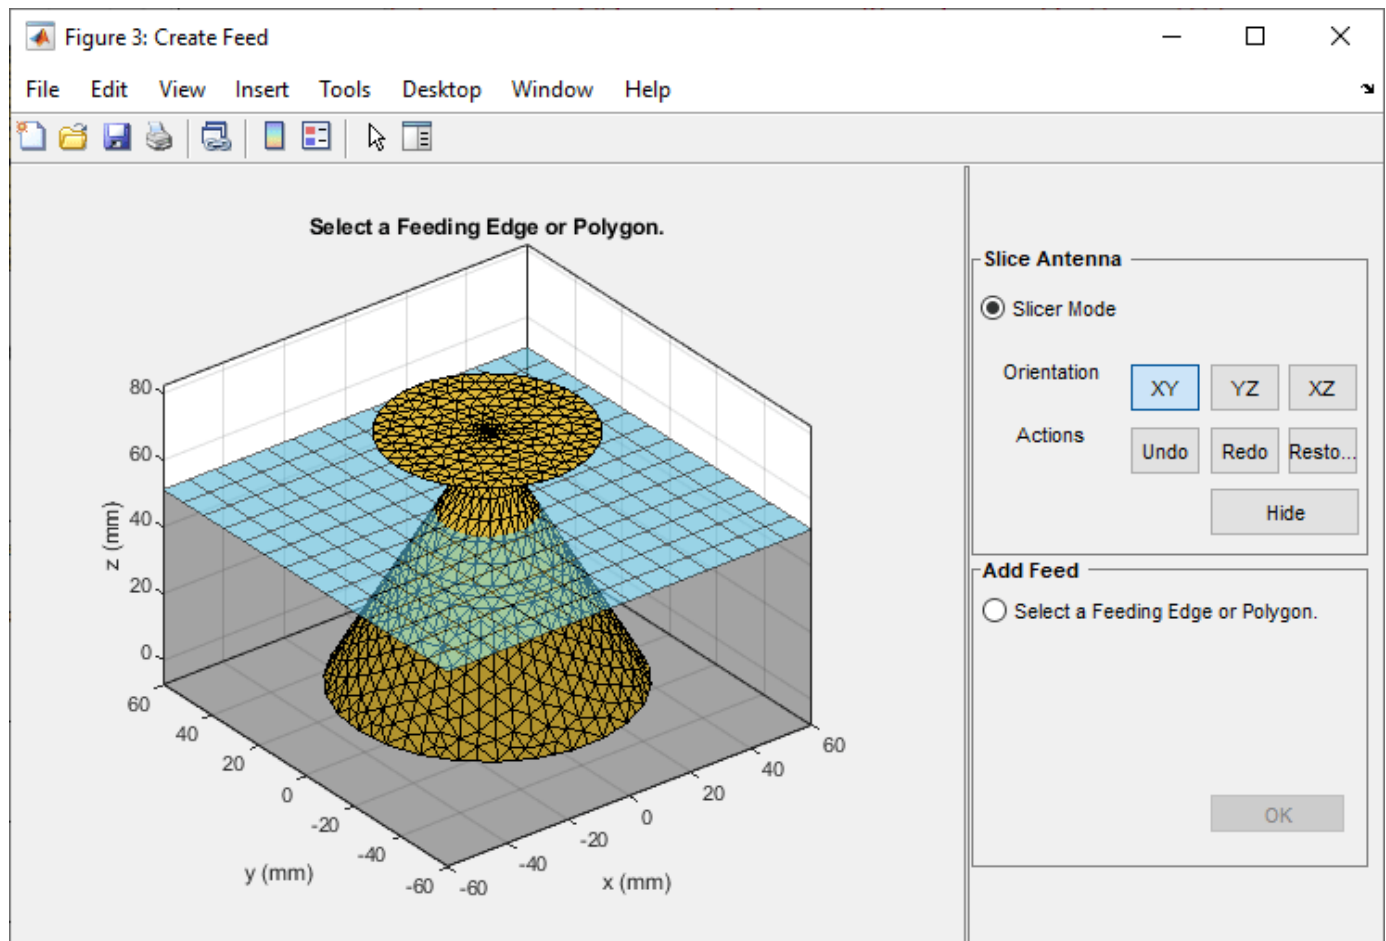 Figure 3: Create Feed
File Edit View Insert Tools Desktop Window Help
Select a Feeding Edge or Polygon.
80
60
40
20
0
z (mm)
60
40
20
0
-20
-40
-60
y (mm)
-60
-40
-20
0
20
40
60
x (mm)
Slice Antenna
Slicer Mode
Orientation XY YZ XZ
Actions Undo Redo Resto...
Hide
Add Feed
Select a Feeding Edge or Polygon.
OK